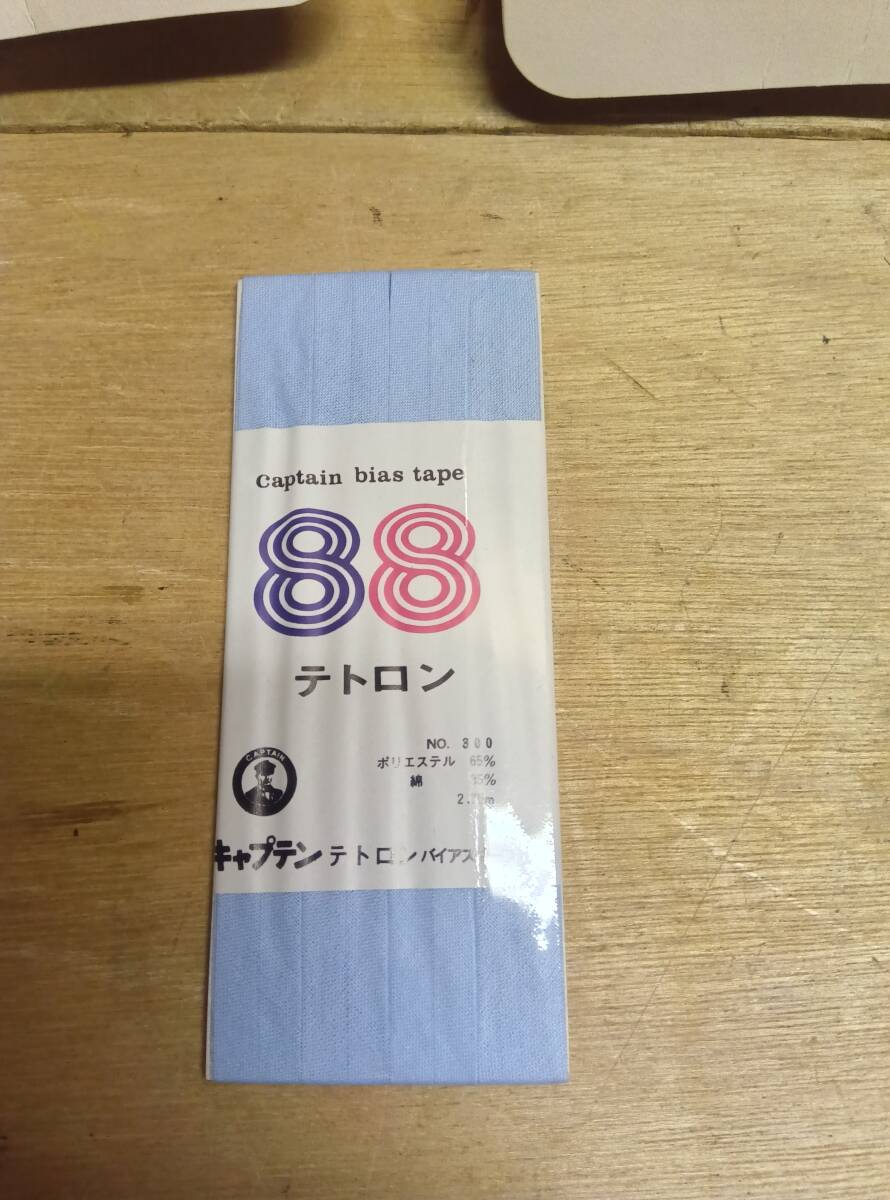 Captain bias tape
88
テトロン
NO. 300
ポリエステル 65%
綿 35%
CAPTAIN
キャプテン テトロンバイアス